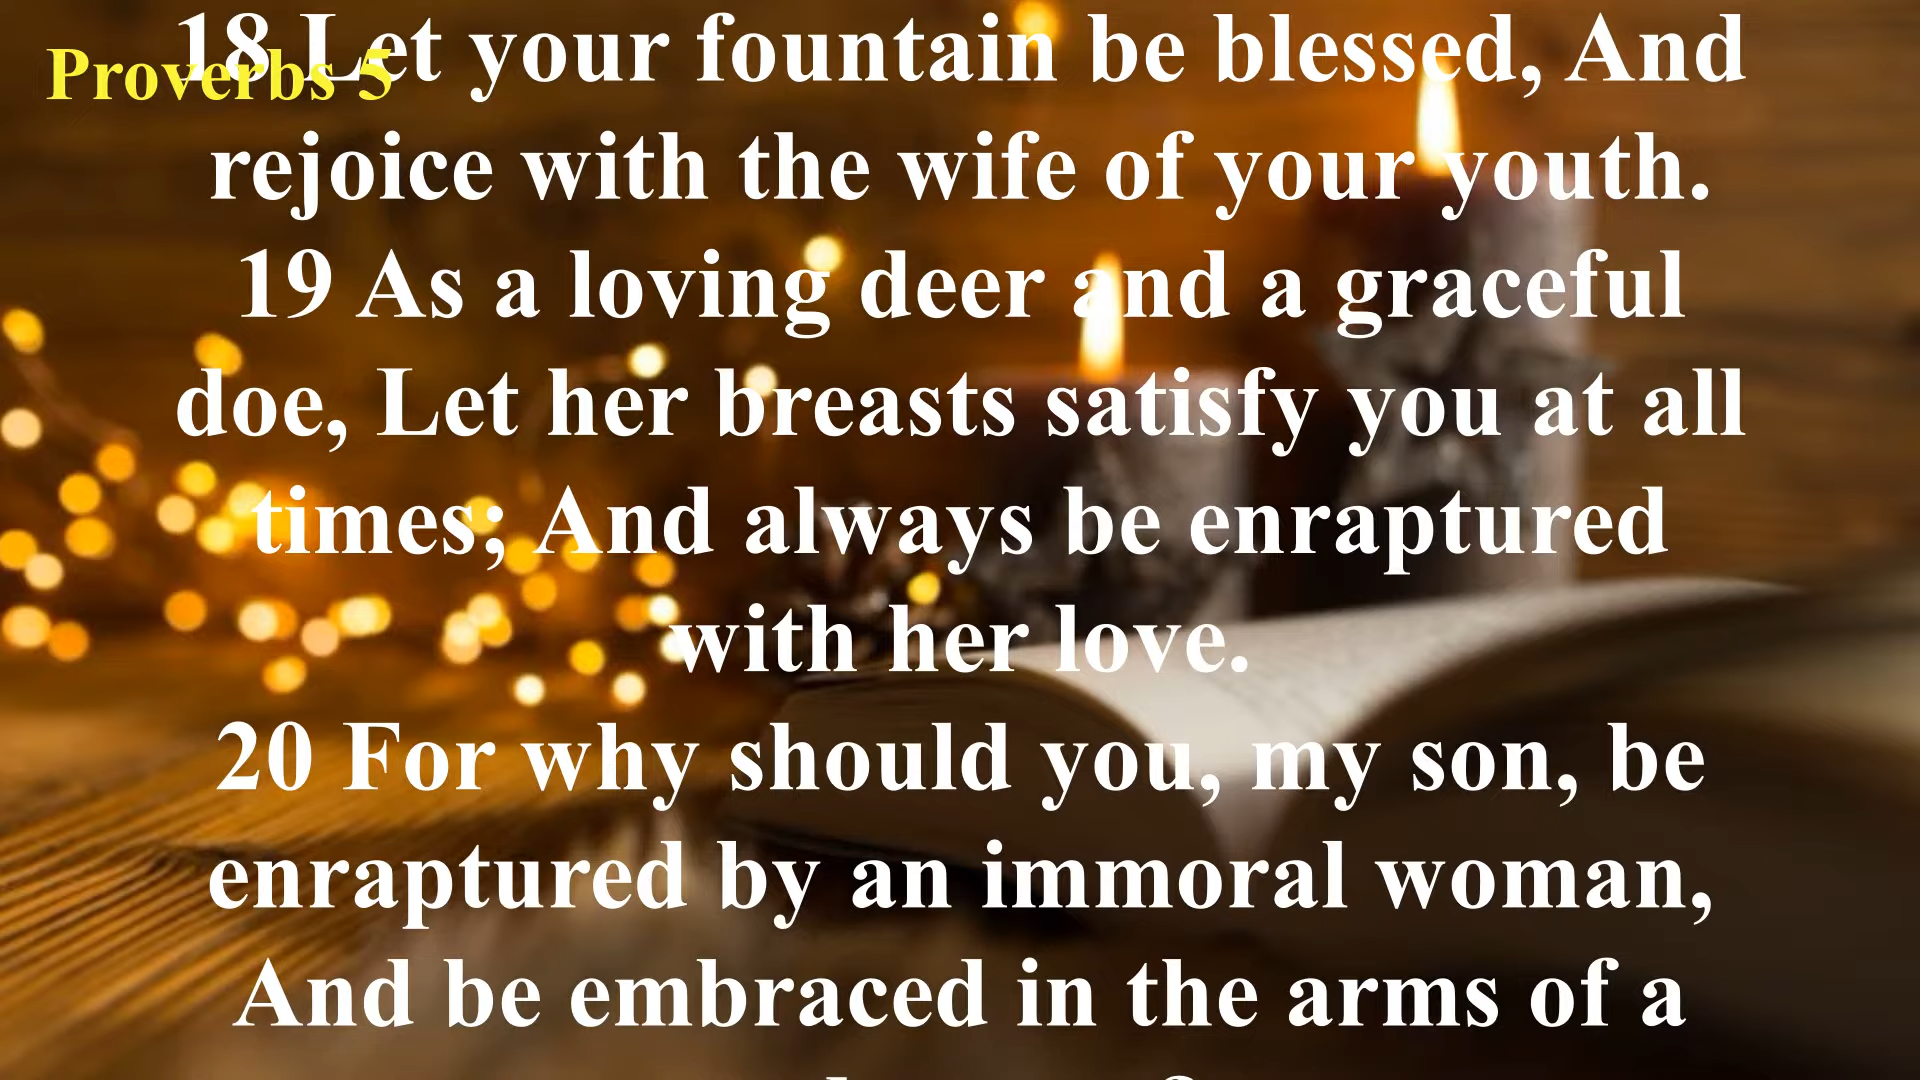 Proverbs 5
18 Let your fountain be blessed, And
rejoice with the wife of your youth.
19 As a loving deer and a graceful
doe, Let her breasts satisfy you at all
times; And always be enraptured
with her love.
20 For why should you, my son, be
enraptured by an immoral woman,
And be embraced in the arms of a